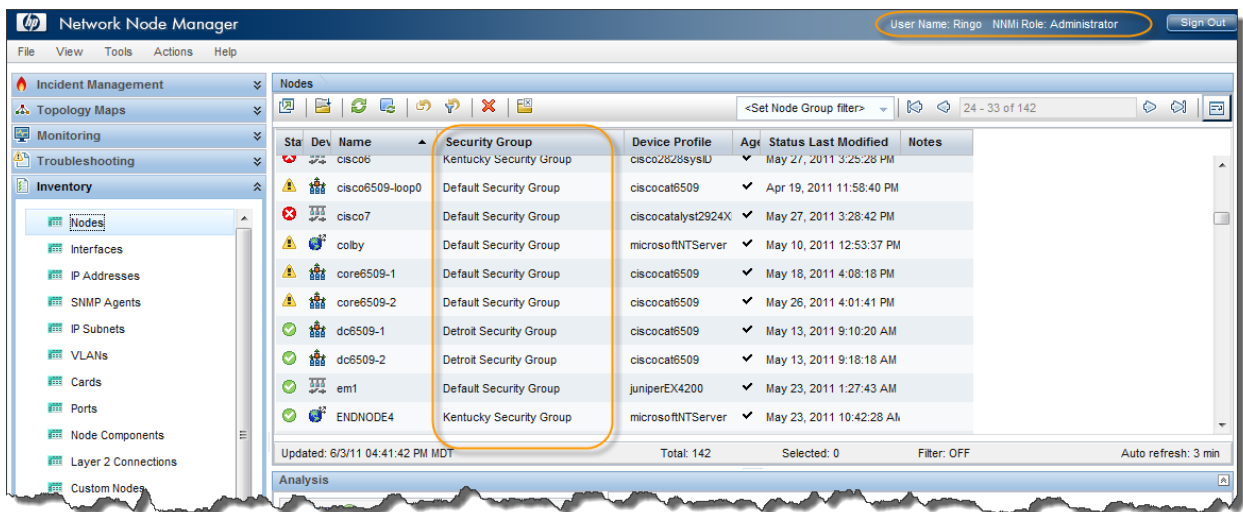 hp Network Node Manager User Name: Ringo NNMi Role: Administrator Sign Out
File View Tools Actions Help
Incident Management
Topology Maps
Monitoring
Troubleshooting
Inventory
Nodes
Interfaces
IP Addresses
SNMP Agents
IP Subnets
VLANs
Cards
Ports
Node Components
Layer 2 Connections
Custom Nodes
Nodes
<Set Node Group filter> 24 - 33 of 142
Sta Dev Name Security Group Device Profile Age Status Last Modified Notes
cisco6 Kentucky Security Group cisco2828sysID May 27, 2011 3:25:28 PM
cisco6509-loop0 Default Security Group ciscocat6509 Apr 19, 2011 11:58:40 PM
cisco7 Default Security Group ciscocatalyst2924X May 27, 2011 3:28:42 PM
colby Default Security Group microsoftNTServer May 10, 2011 12:53:37 PM
core6509-1 Default Security Group ciscocat6509 May 18, 2011 4:08:18 PM
core6509-2 Default Security Group ciscocat6509 May 26, 2011 4:01:41 PM
dc6509-1 Detroit Security Group ciscocat6509 May 13, 2011 9:10:20 AM
dc6509-2 Detroit Security Group ciscocat6509 May 13, 2011 9:18:18 AM
em1 Default Security Group juniperEX4200 May 23, 2011 1:27:43 AM
ENDNODE4 Kentucky Security Group microsoftNTServer May 23, 2011 10:42:28 AM
Updated: 6/3/11 04:41:42 PM MDT Total: 142 Selected: 0 Filter: OFF Auto refresh: 3 min
Analysis